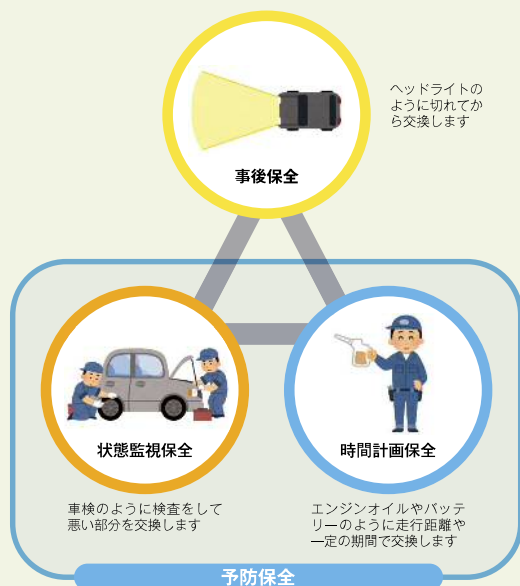 ヘッドライトの
ように切れてか
ら交換します
事後保全
状態監視保全
時間計画保全
車検のように検査をして
悪い部分を交換します
エンジンオイルやバッテ
リーのように走行距離や
一定の期間で交換します
予防保全